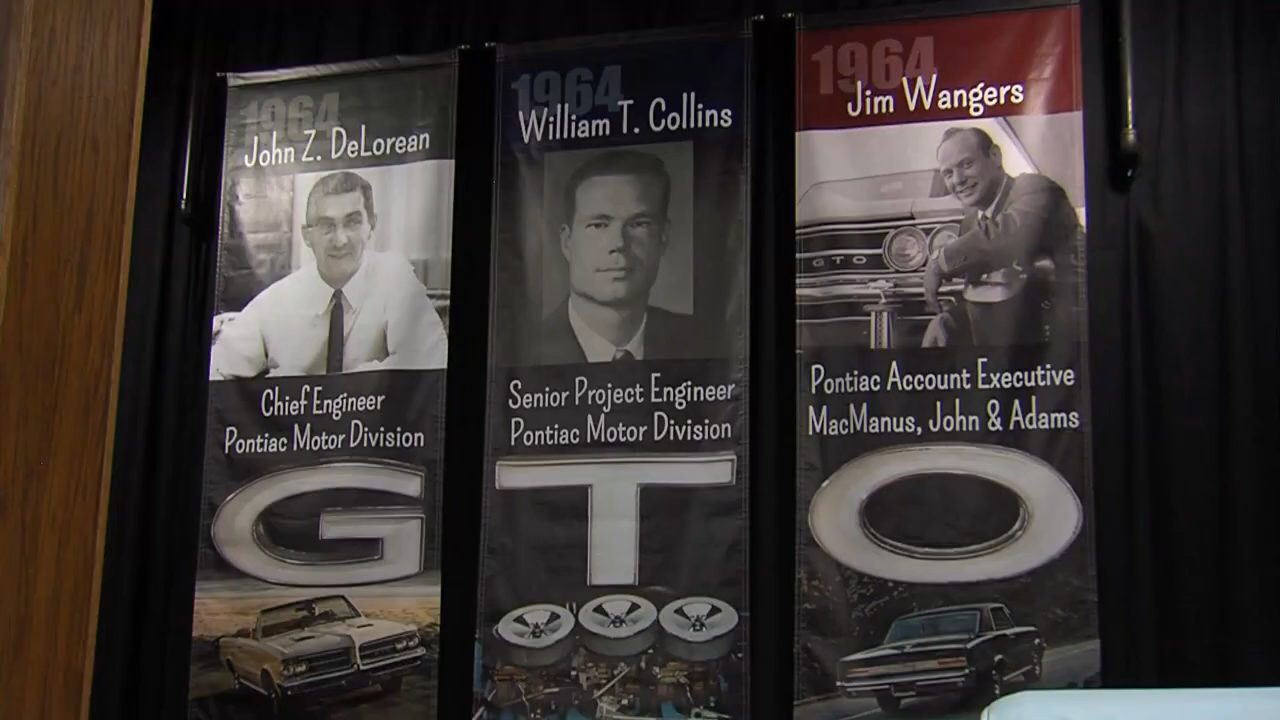 1964
John Z. DeLorean
Chief Engineer
Pontiac Motor Division
G
1964
William T. Collins
Senior Project Engineer
Pontiac Motor Division
T
1964
Jim Wangers
GTO
Pontiac Account Executive
MacManus, John & Adams
O